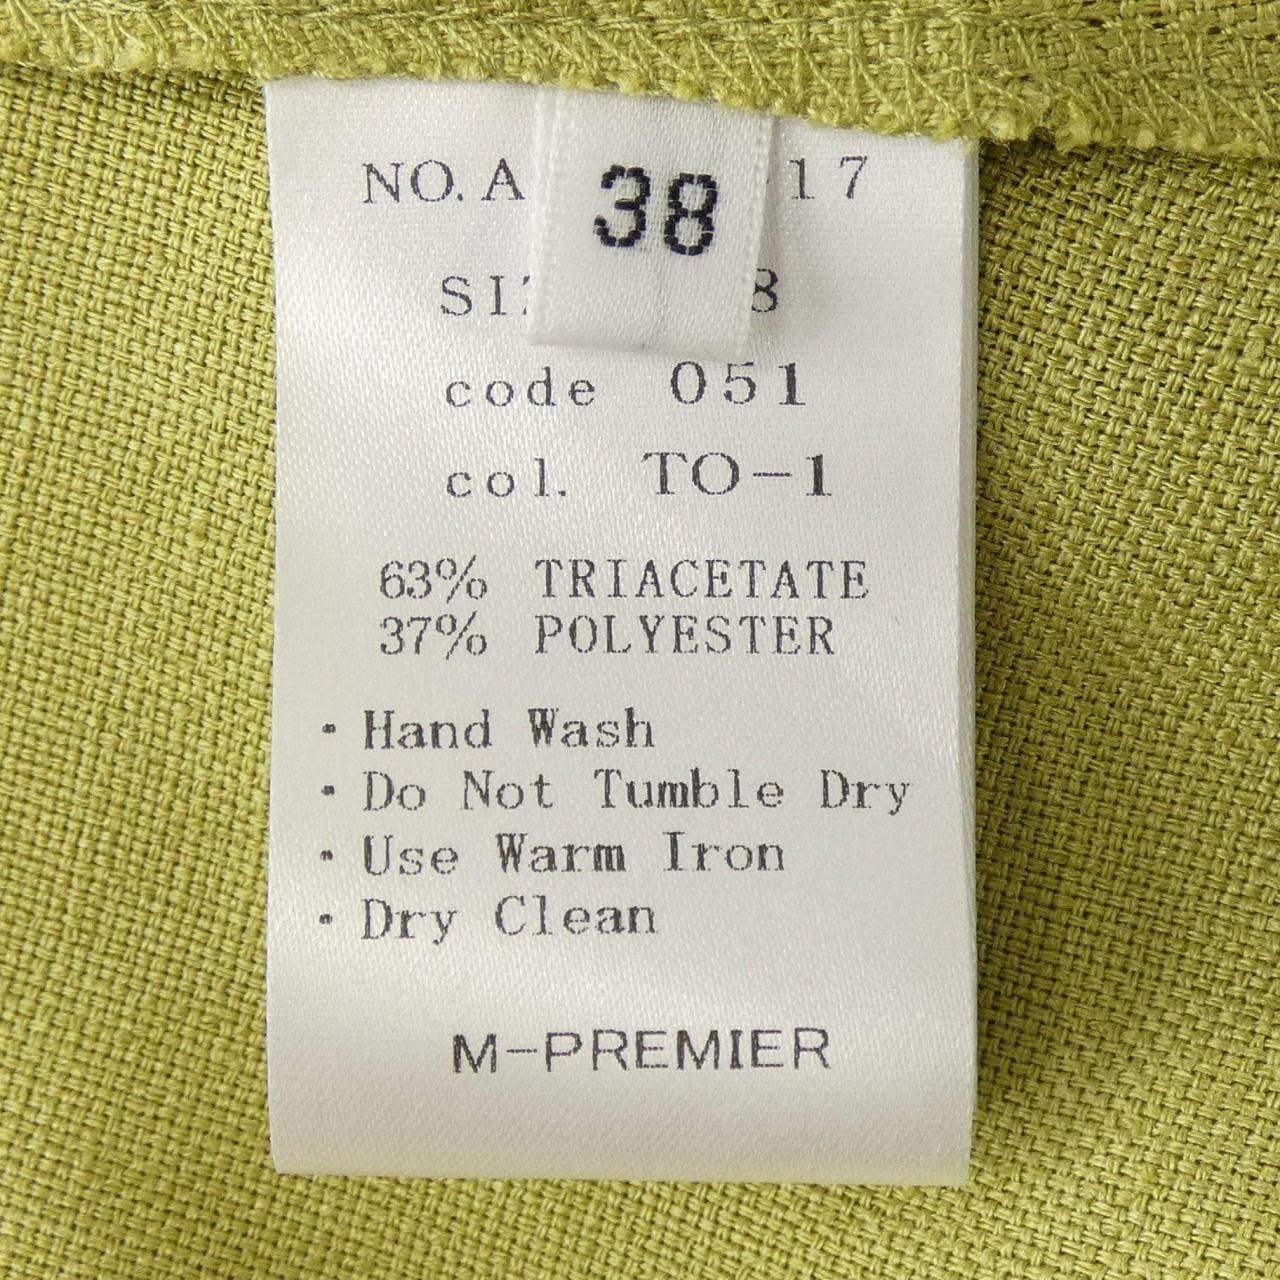 38
NO. A 17
8
code 051
col. TO-1
63% TRIACETATE
37% POLYESTER
・Hand Wash
・Do Not Tumble Dry
・Use Warm Iron
・Dry Clean
M-PREMIER